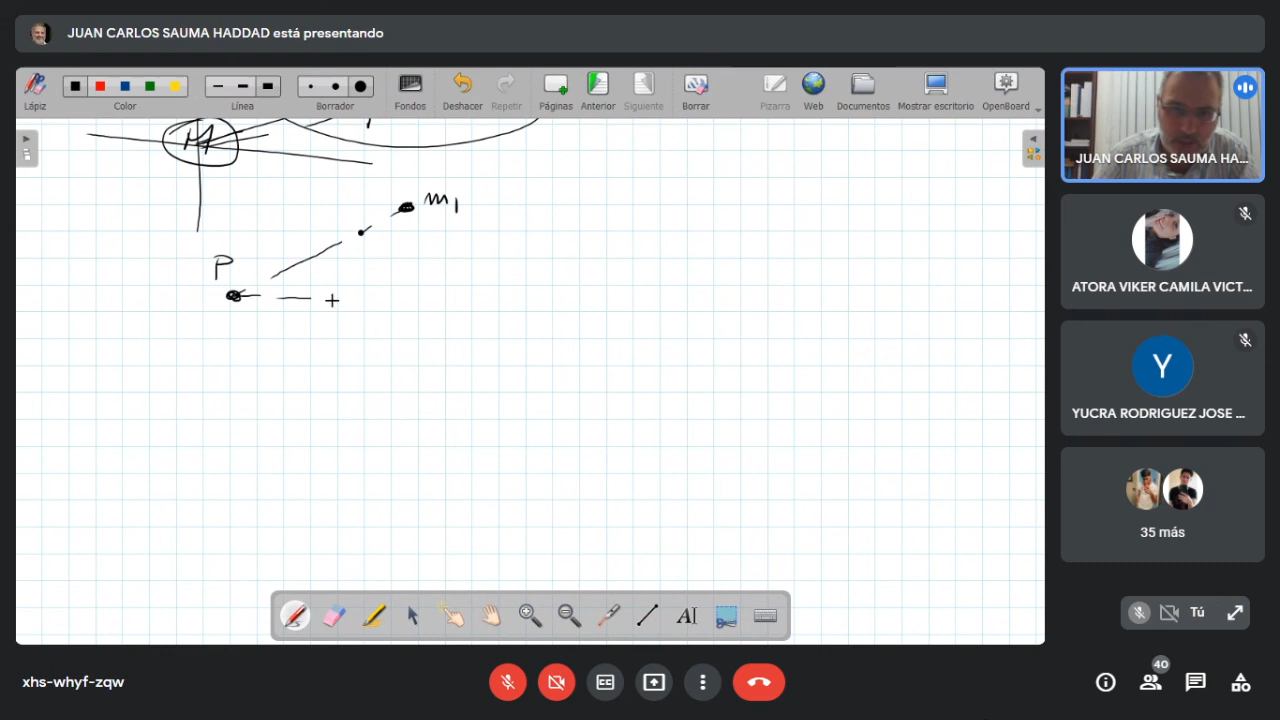 JUAN CARLOS SAUMA HADDAD está presentando
Lápiz
Color
Línea
Borrador
Fondos
Deshacer
Repetir
Páginas
Anterior
Siguiente
Borrar
Pizarra
Web
Documentos
Mostrar escritorio
OpenBoard
M
m1
P
JUAN CARLOS SAUMA HA...
ATORA VIKER CAMILA VICT...
Y
YUCRA RODRIGUEZ JOSE ...
35 más
Tú
AI
xhs-whyf-zqw
CC
40